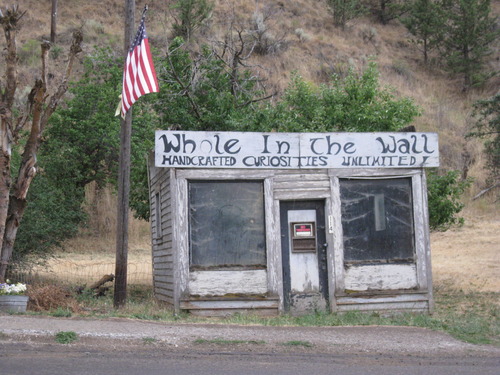 Whole In The Wall
HANDCRAFTED CURIOSITIES UNLIMITED!